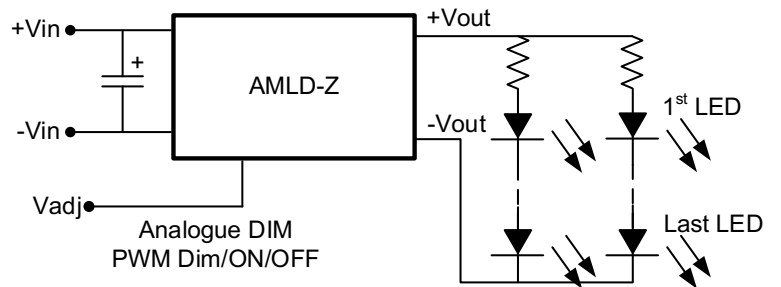 +Vin
+Vout
+
AMLD-Z
1st LED
-Vin
-Vout
Vadj
Analogue DIM
PWM Dim/ON/OFF
Last LED